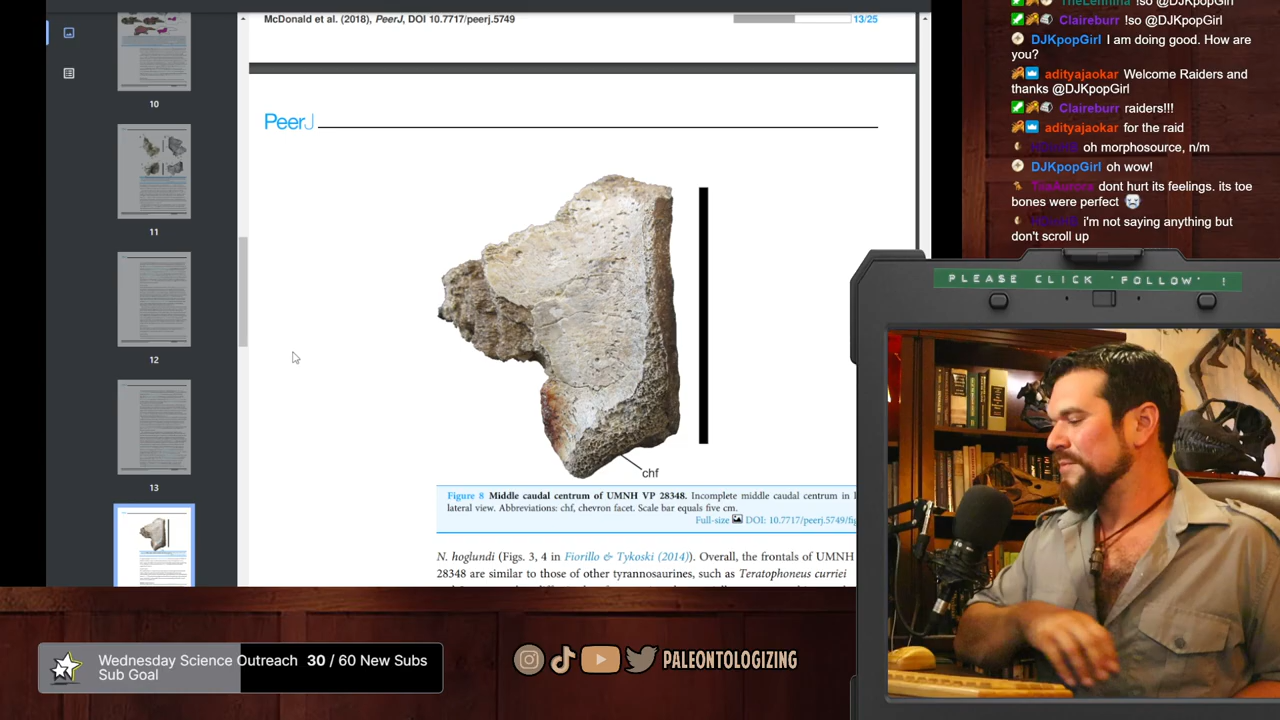 McDonald et al. (2018), PeerJ, DOI 10.7717/peerj.5749
13/25
PeerJ
chf
Figure 8 Middle caudal centrum of UMNH VP 28348. Incomplete middle caudal centrum in
lateral view. Abbreviations: chf, chevron facet. Scale bar equals five cm.
Full-size DOI: 10.7717/peerj.5749/fig
N. hoglundi (Figs. 3, 4 in Fiorillo & Tykoski (2014)). Overall, the frontals of UMNH
28348 are similar to those of other tyrannosaurines, such as Teratophoneus curriei
10
11
12
13
!so @DJKpopGirl
Claireburr !so @DJKpopGirl
DJKpopGirl I am doing good. How are
you?
adityajaokar Welcome Raiders and
thanks @DJKpopGirl
Claireburr raiders!!!
adityajaokar for the raid
oh morphosource, n/m
DJKpopGirl oh wow!
TxaAurora dont hurt its feelings. its toe
bones were perfect
i'm not saying anything but
don't scroll up
PLEASE CLICK 'FOLLOW' !
Wednesday Science Outreach 30 / 60 New Subs
Sub Goal
PALEONTOLOGIZING